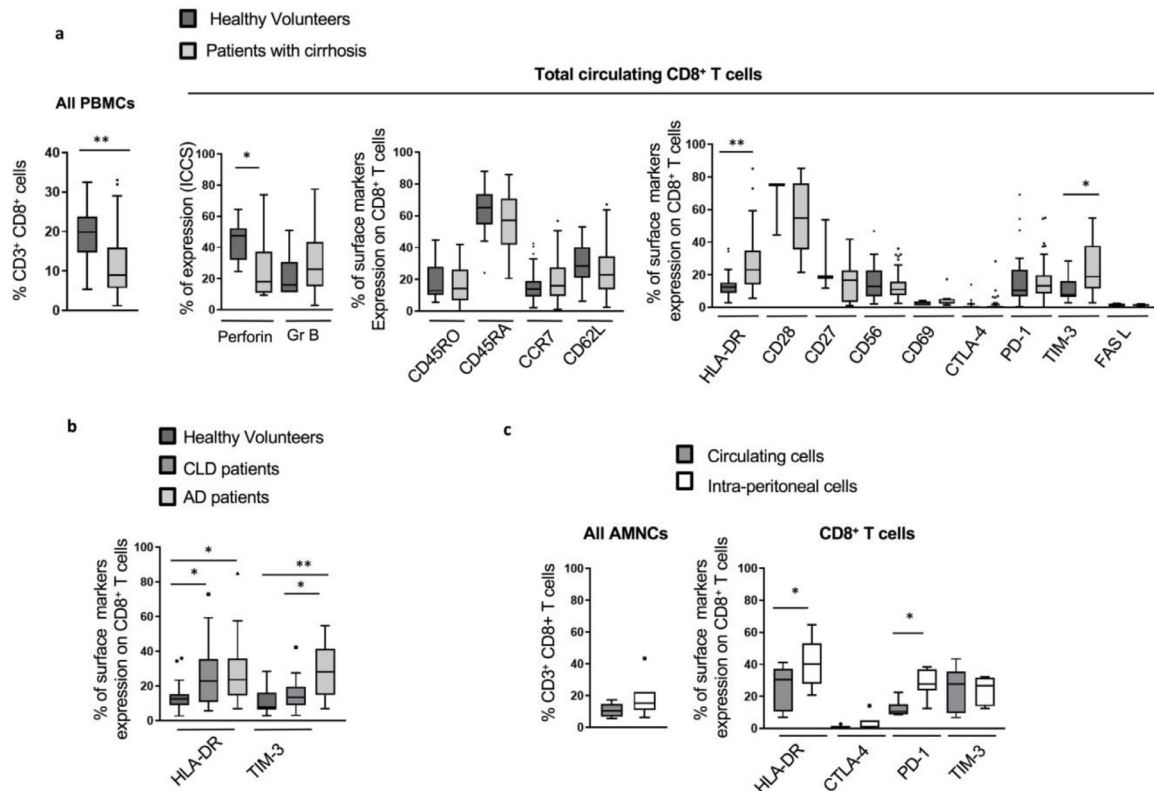 Healthy Volunteers
a
Patients with cirrhosis
Total circulating CD8⁺ T cells
All PBMCs
% CD3⁺ CD8⁺ cells
40
30
20
10
0
**
% of expression (ICCS)
100
80
60
40
20
0
*
Perforin
Gr B
% of surface markers
Expression on CD8⁺ T cells
100
80
60
40
20
0
CD45RO
CD45RA
CCR7
CD62L
% of surface markers
expression on CD8⁺ T cells
100
80
60
40
20
0
**
*
HLA-DR
CD28
CD27
CD56
CD69
CTLA-4
PD-1
TIM-3
FAS L
b
Healthy Volunteers
CLD patients
AD patients
% of surface markers
expression on CD8⁺ T cells
100
80
60
40
20
0
*
*
**
*
HLA-DR
TIM-3
c
Circulating cells
Intra-peritoneal cells
All AMNCs
% CD3⁺ CD8+ T cells
100
80
60
40
20
0
CD8⁺ T cells
% of surface markers
expression on CD8⁺ T cells
100
80
60
40
20
0
*
*
HLA-DR
CTLA-4
PD-1
TIM-3